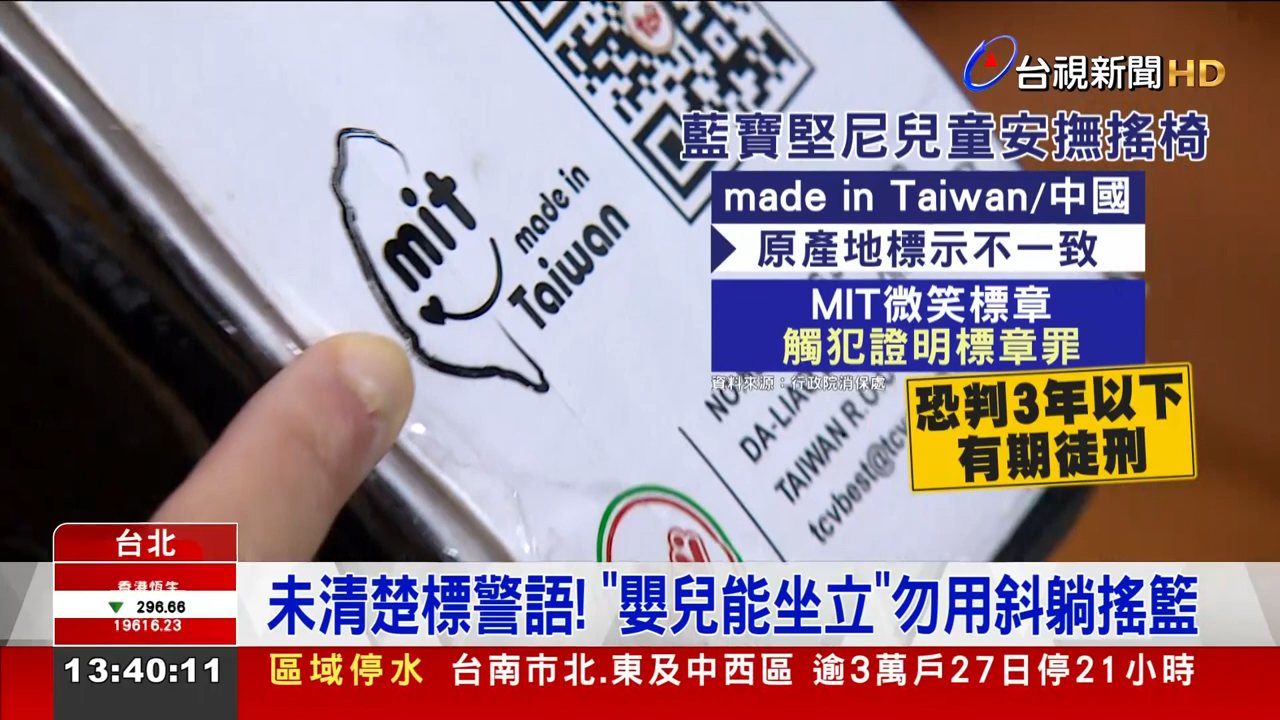 台視新聞HD
藍寶堅尼兒童安撫搖椅
made in Taiwan/中國
原產地標示不一致
MIT微笑標章
觸犯證明標章罪
資料來源：行政院消保處
恐判3年以下
有期徒刑
mit
made in
Taiwan
DA-LIA
TAIWAN R.O
tcvbest@tcv
台北
香港恆生
▼ 296.66
19616.23
未清楚標警語! "嬰兒能坐立"勿用斜躺搖籃
13:40:11
區域停水 台南市北.東及中西區 逾3萬戶27日停21小時